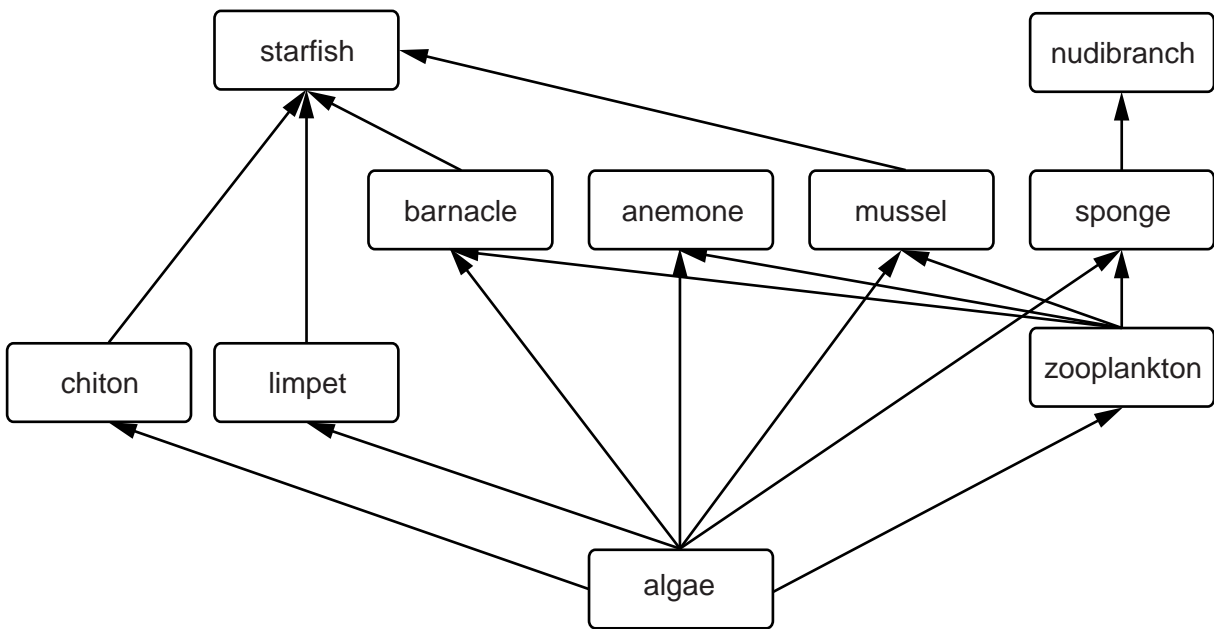 starfish
nudibranch
barnacle
anemone
mussel
sponge
chiton
limpet
zooplankton
algae